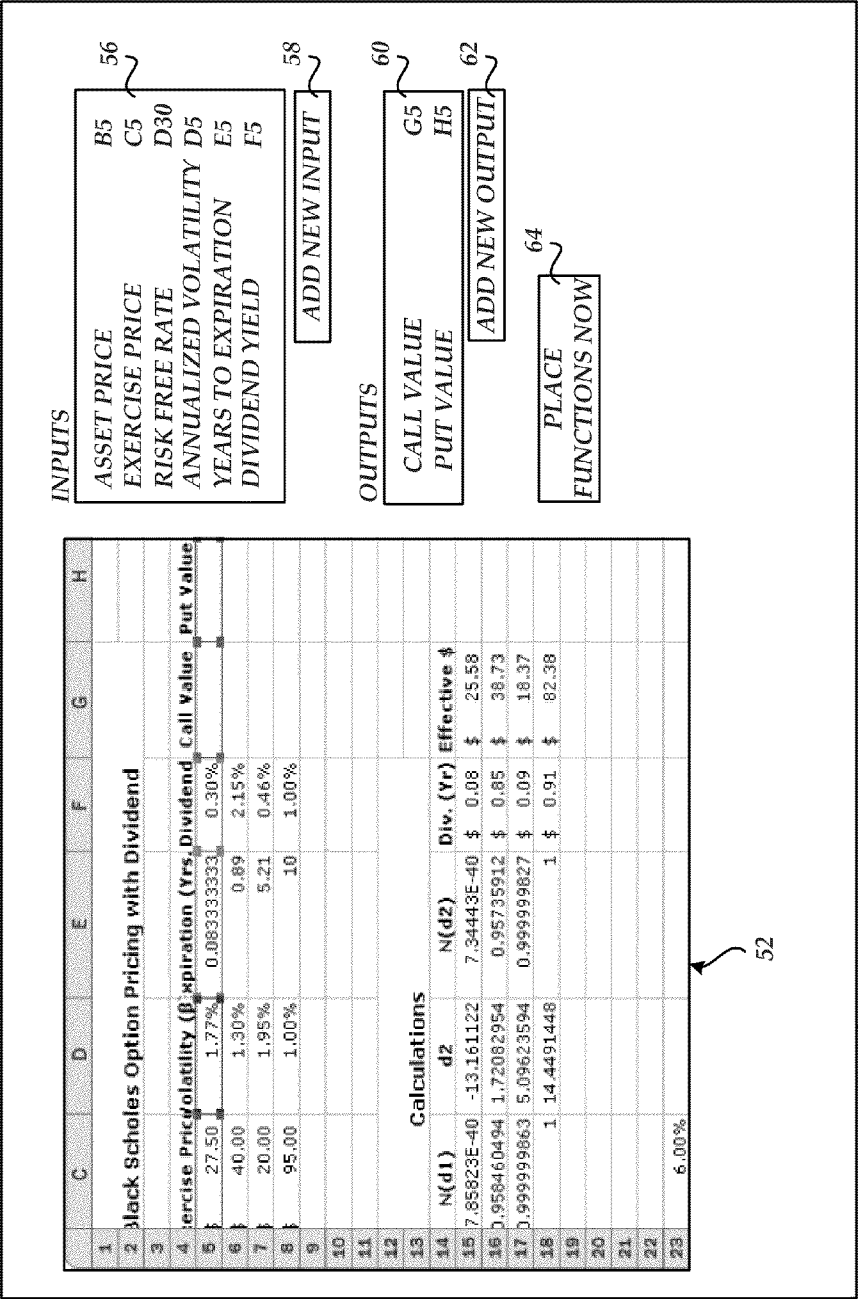 C D E F G H
1
2 Black Scholes Option Pricing with Dividend
3
4 ercise Price Volatility (β xpiration (Yrs, Dividend Call Value Put Value
5 $ 27.50 1.77% 0.083333333 0.30%
6 $ 40.00 1.30% 0.89 2.15%
7 $ 20.00 1.95% 5.21 0.46%
8 $ 95.00 1.00% 10 1.00%
9
10
11
12
13 Calculations
14 N(d1) d2 N(d2) Div. (Yr) Effective $
15 7.85823E-40 -13.161122 7.34443E-40 $ 0.08 $ 25.58
16 0.958460494 1.72082954 0.95735912 $ 0.85 $ 38.73
17 0.999999863 5.09623594 0.999999827 $ 0.09 $ 18.37
18 1 14.4491448 1 $ 0.91 $ 82.38
19
20
21
22
23 6.00%
52
INPUTS
56
ASSET PRICE B5
EXERCISE PRICE C5
RISK FREE RATE D30
ANNUALIZED VOLATILITY D5
YEARS TO EXPIRATION E5
DIVIDEND YIELD F5
58
ADD NEW INPUT
OUTPUTS
60
CALL VALUE G5
PUT VALUE H5
62
ADD NEW OUTPUT
64
PLACE
FUNCTIONS NOW